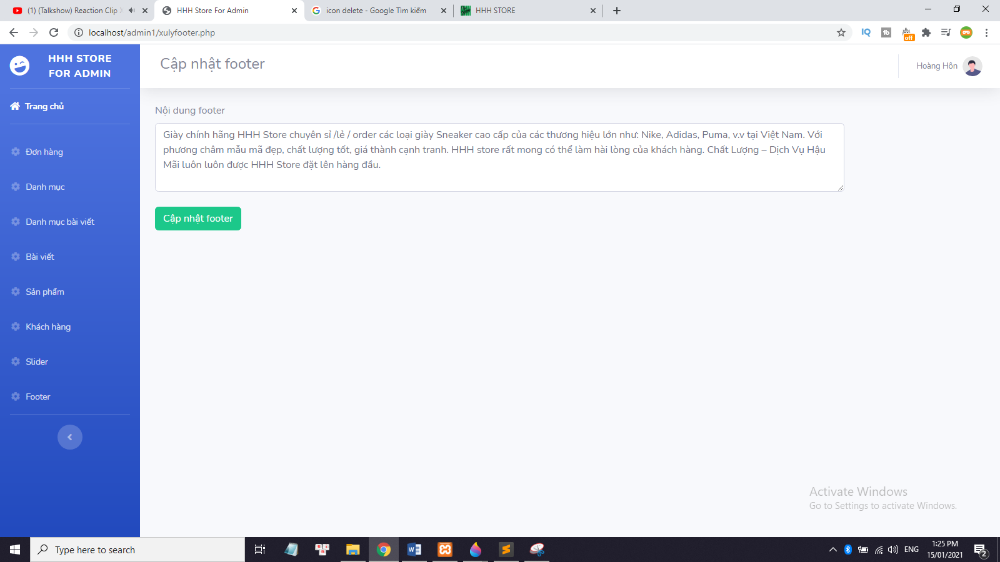 (1) (Talkshow) Reaction Clip
HHH Store For Admin
icon delete - Google Tìm kiếm
HHH STORE
localhost/admin1/xulyfooter.php
IQ
off
HHH STORE
FOR ADMIN
Cập nhật footer
Hoàng Hôn
Trang chủ
Đơn hàng
Danh mục
Danh mục bài viết
Bài viết
Sản phẩm
Khách hàng
Slider
Footer
Nội dung footer
Giày chính hãng HHH Store chuyên sỉ /lẻ / order các loại giày Sneaker cao cấp của các thương hiệu lớn như: Nike, Adidas, Puma, v.v tại Việt Nam. Với
phương châm mẫu mã đẹp, chất lượng tốt, giá thành cạnh tranh. HHH store rất mong có thể làm hài lòng của khách hàng. Chất Lượng – Dịch Vụ Hậu
Mãi luôn luôn được HHH Store đặt lên hàng đầu.
Cập nhật footer
Activate Windows
Go to Settings to activate Windows.
Type here to search
ENG
1:25 PM
15/01/2021
2